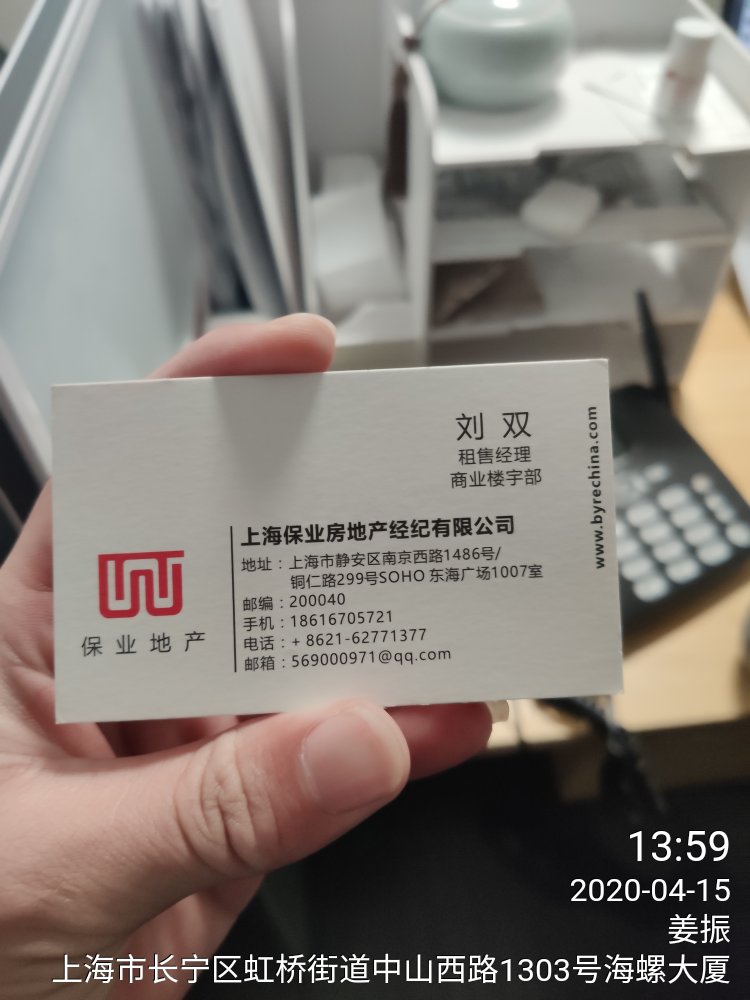 刘 双
租售经理
商业楼宇部
www.byrechina.com
上海保业房地产经纪有限公司
地址：上海市静安区南京西路1486号/
铜仁路299号SOHO 东海广场1007室
邮编：200040
手机：18616705721
电话：+ 8621-62771377
邮箱：569000971@qq.com
保业地产
13:59
2020-04-15
姜振
上海市长宁区虹桥街道中山西路1303号海螺大厦